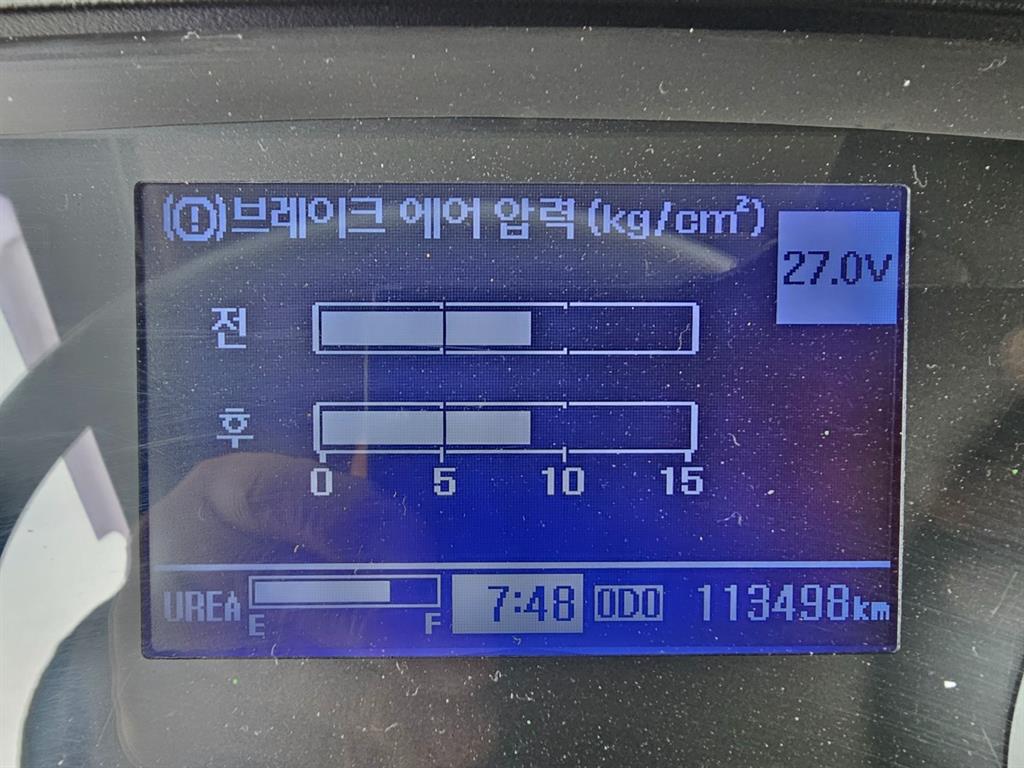 (!) 브레이크 에어 압력 (kg/cm²)
27.0V
전
후
0 5 10 15
UREA E F 7:48 ODO 113498km